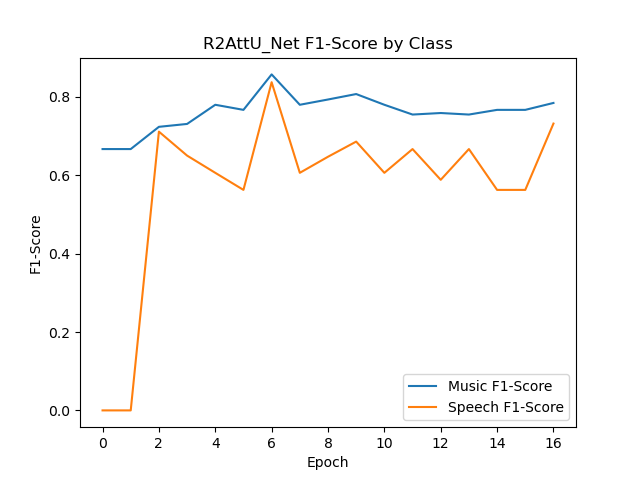 R2AttU_Net F1-Score by Class
F1-Score
0.8
0.6
0.4
0.2
0.0
Music F1-Score
Speech F1-Score
0 2 4 6 8 10 12 14 16
Epoch